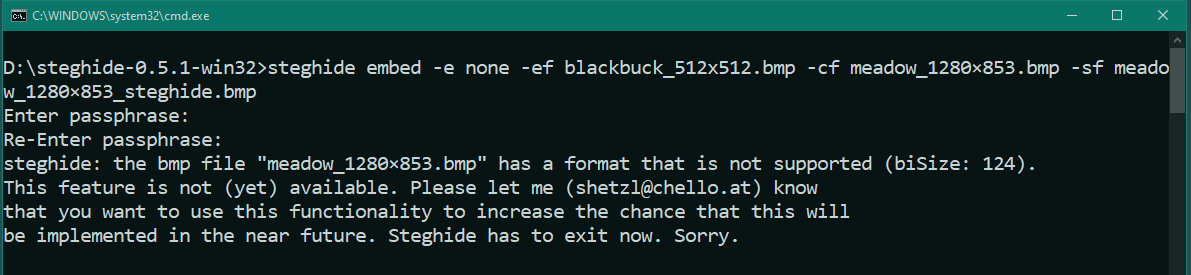 C:\WINDOWS\system32\cmd.exe
D:\steghide-0.5.1-win32>steghide embed -e none -ef blackbuck_512x512.bmp -cf meadow_1280×853.bmp -sf meado
w_1280×853_steghide.bmp
Enter passphrase:
Re-Enter passphrase:
steghide: the bmp file "meadow_1280×853.bmp" has a format that is not supported (biSize: 124).
This feature is not (yet) available. Please let me (shetzl@chello.at) know
that you want to use this functionality to increase the chance that this will
be implemented in the near future. Steghide has to exit now. Sorry.